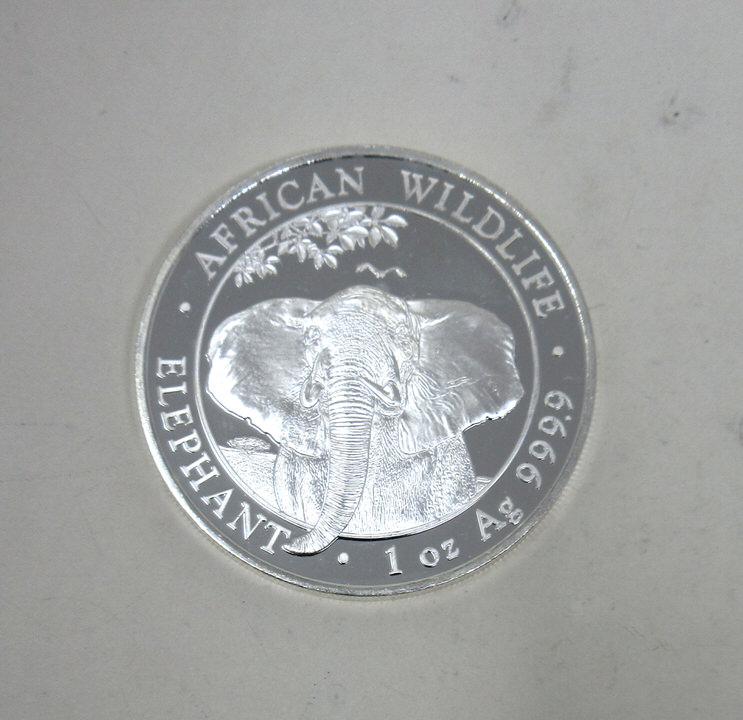 AFRICAN WILDLIFE
ELEPHANT
1 oz Ag 999.9